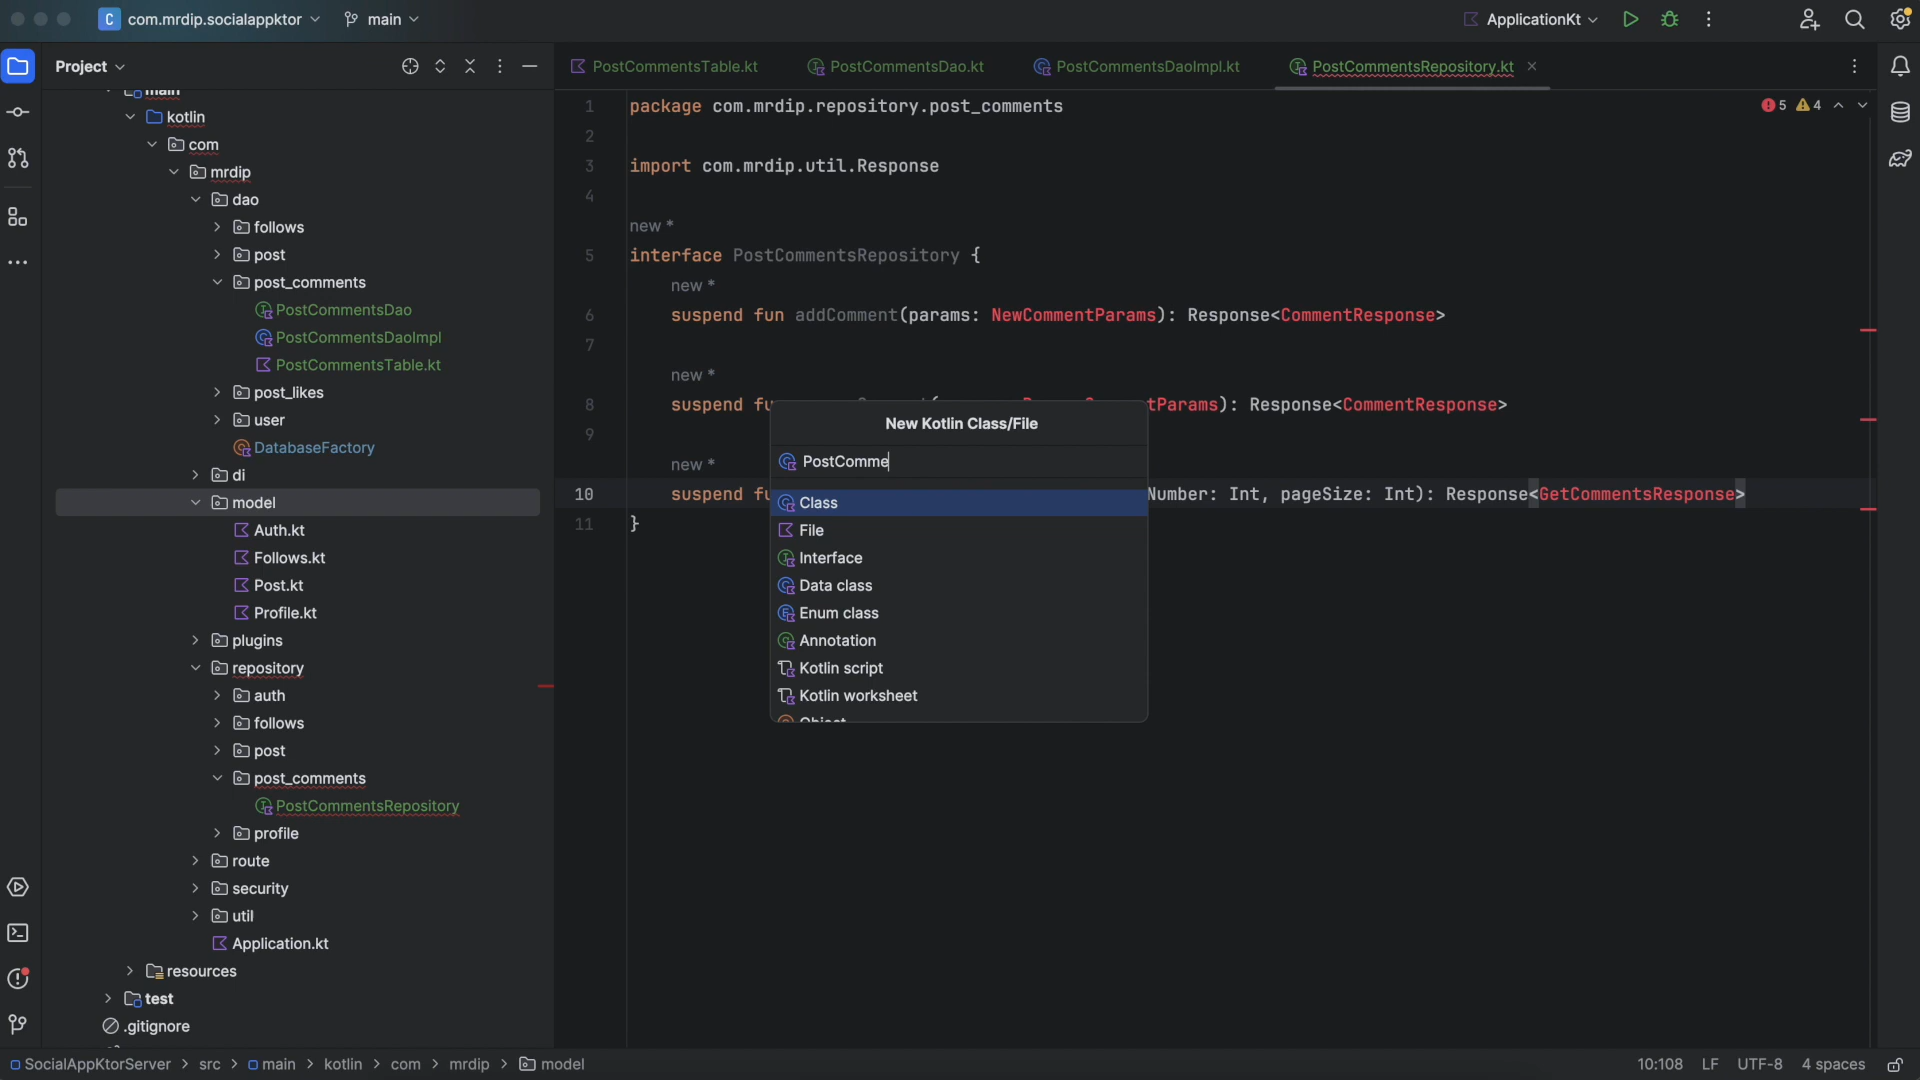 C com.mrdip.socialappktor main ApplicationKt
Project
main
kotlin
com
mrdip
dao
follows
post
post_comments
PostCommentsDao
PostCommentsDaoImpl
PostCommentsTable.kt
post_likes
user
DatabaseFactory
di
model
Auth.kt
Follows.kt
Post.kt
Profile.kt
plugins
repository
auth
follows
post
post_comments
PostCommentsRepository
profile
route
security
util
Application.kt
resources
test
.gitignore
PostCommentsTable.kt PostCommentsDao.kt PostCommentsDaoImpl.kt PostCommentsRepository.kt
5 4
1 package com.mrdip.repository.post_comments
2
3 import com.mrdip.util.Response
4
new *
5 interface PostCommentsRepository {
new *
6 suspend fun addComment(params: NewCommentParams): Response<CommentResponse>
7
new *
8 suspend fu tParams): Response<CommentResponse>
9
new *
10 suspend fu Number: Int, pageSize: Int): Response<GetCommentsResponse>
11 }
New Kotlin Class/File
PostComme
Class
File
Interface
Data class
Enum class
Annotation
Kotlin script
Kotlin worksheet
Object
SocialAppKtorServer > src > main > kotlin > com > mrdip > model 10:108 LF UTF-8 4 spaces